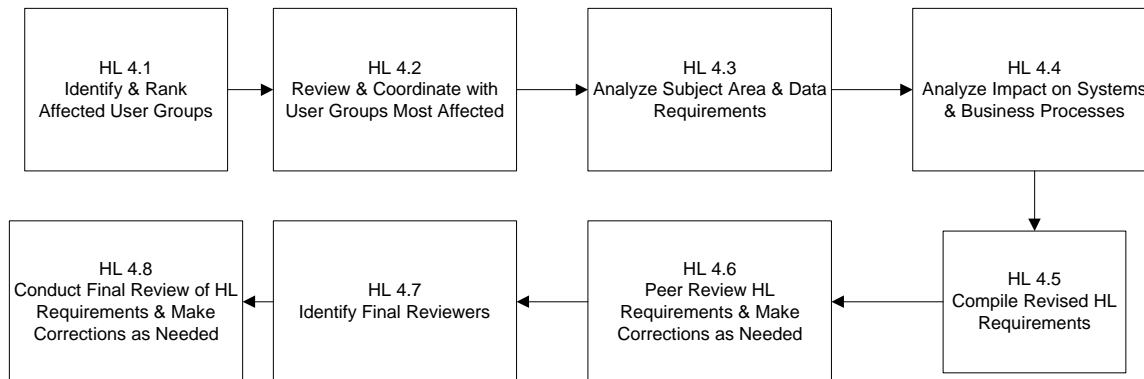 HL 4.1
Identify & Rank
Affected User Groups
HL 4.2
Review & Coordinate with
User Groups Most Affected
HL 4.3
Analyze Subject Area & Data
Requirements
HL 4.4
Analyze Impact on Systems
& Business Processes
HL 4.5
Compile Revised HL
Requirements
HL 4.6
Peer Review HL
Requirements & Make
Corrections as Needed
HL 4.7
Identify Final Reviewers
HL 4.8
Conduct Final Review of HL
Requirements & Make
Corrections as Needed